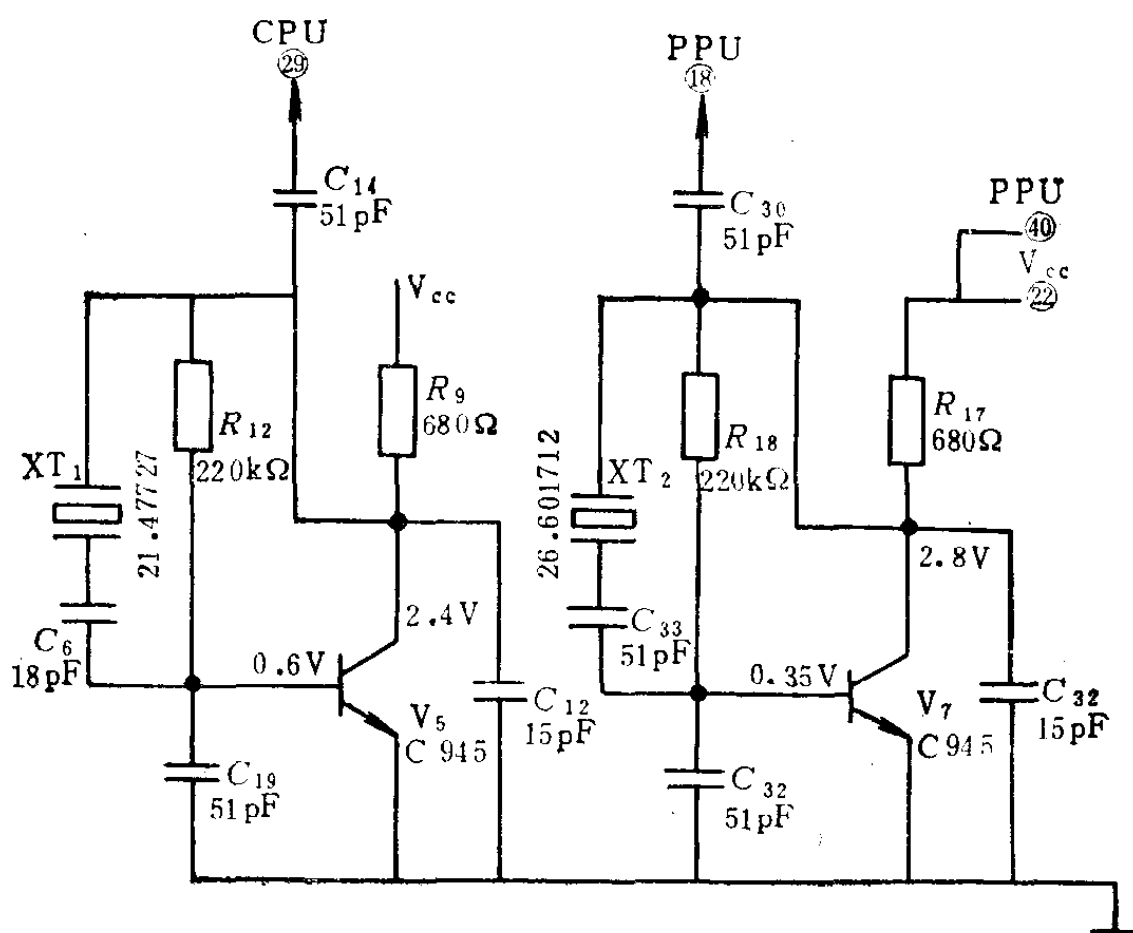 CPU
29
C14
51pF
Vcc
R9
680Ω
R12
220kΩ
XT1
21.47727
C6
18pF
0.6V
2.4V
V5
C945
C12
15pF
C19
51pF
PPU
18
C30
51pF
PPU
40
Vcc
22
R17
680Ω
R18
220kΩ
XT2
26.601712
C33
51pF
0.35V
2.8V
V7
C945
C32
15pF
C32
51pF